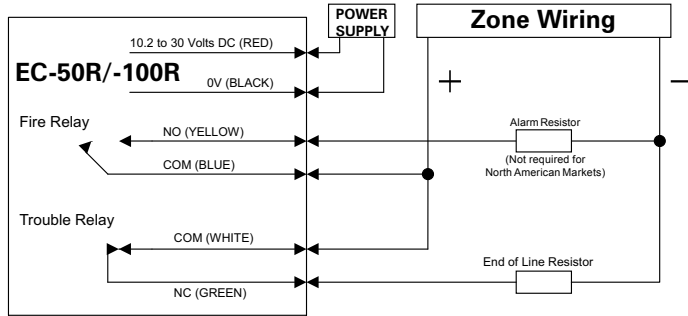 POWER
SUPPLY
Zone Wiring
10.2 to 30 Volts DC (RED)
EC-50R/-100R
0V (BLACK)
+
−
Fire Relay
NO (YELLOW)
Alarm Resistor
(Not required for
North American Markets)
COM (BLUE)
Trouble Relay
COM (WHITE)
End of Line Resistor
NC (GREEN)